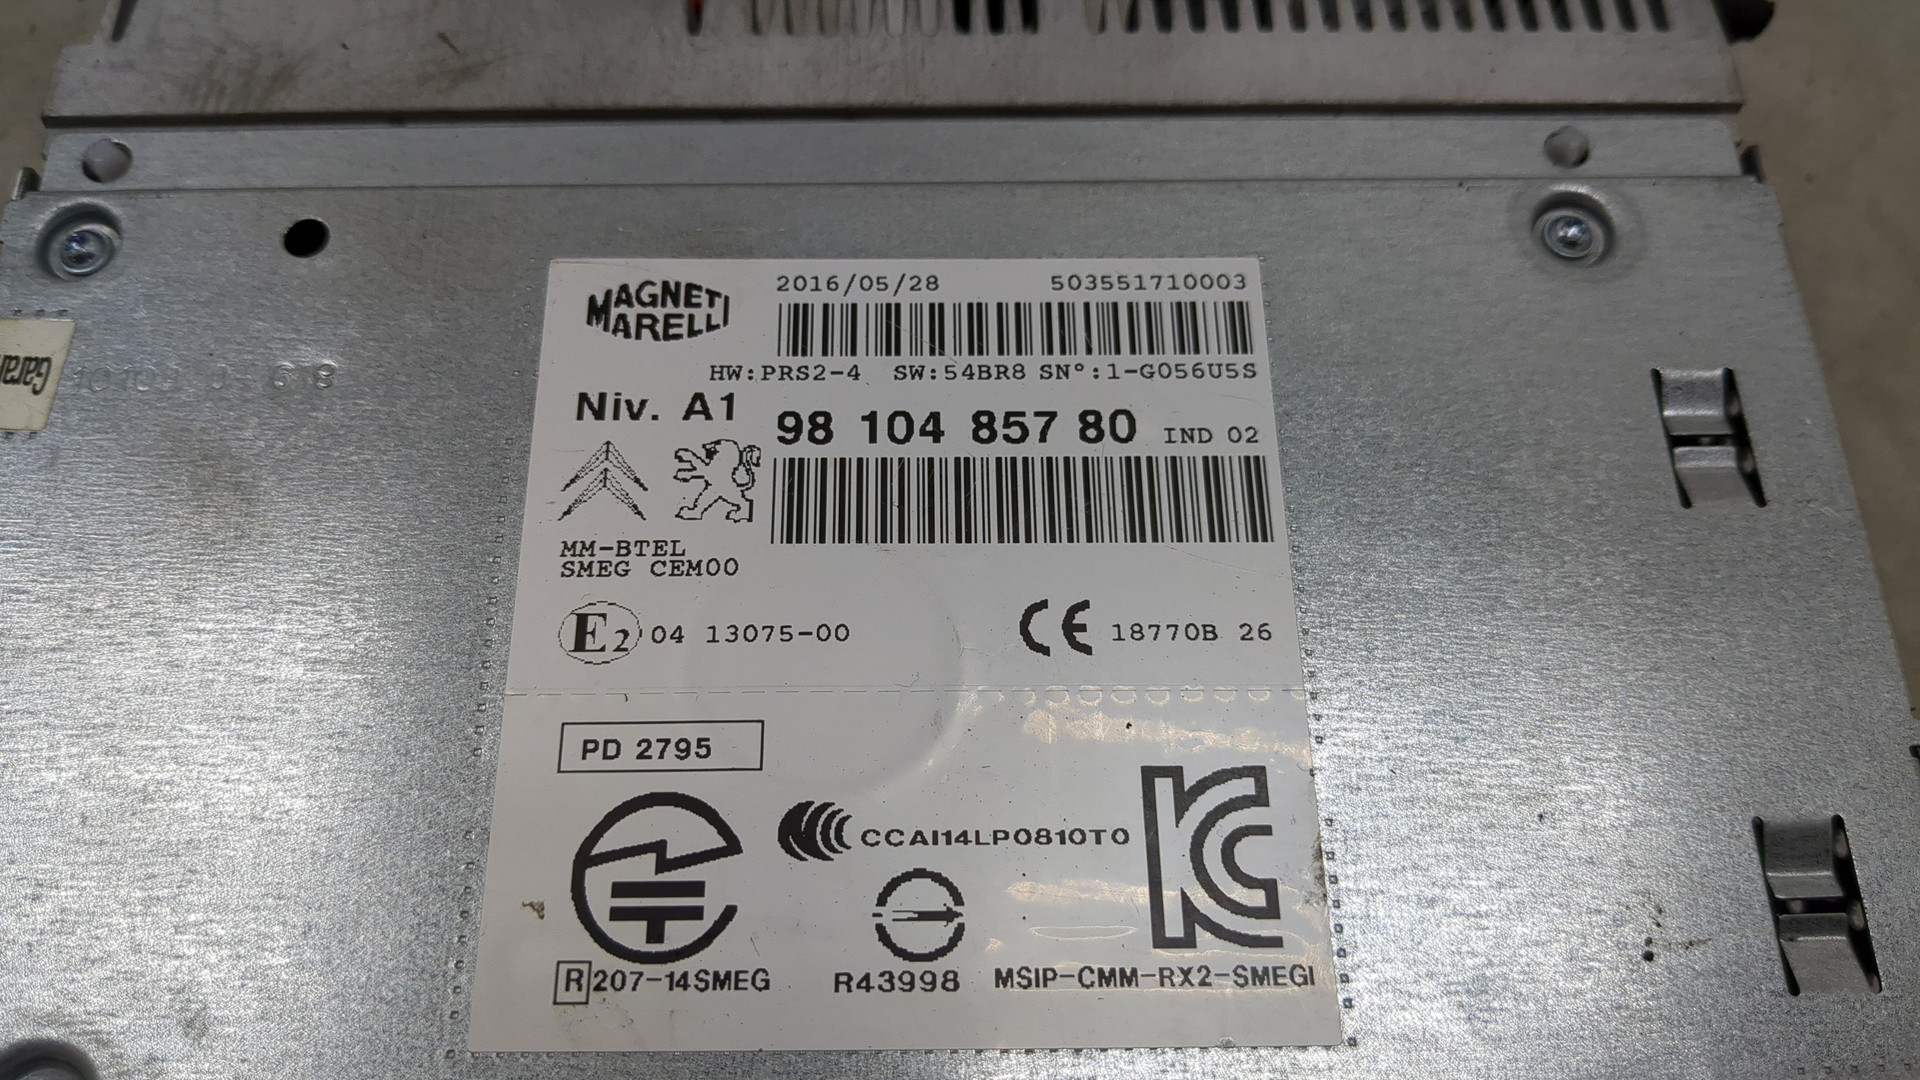 MAGNETI
MARELLI
2016/05/28 503551710003
HW:PRS2-4 SW:54BR8 SN°:1-G056U5S
Niv. A1
98 104 857 80 IND 02
MM-BTEL
SMEG CEM00
E2 04 13075-00
CE 18770B 26
PD 2795
CCAI14LP0810T0
R 207-14SMEG
R43998
MSIP-CMM-RX2-SMEGI